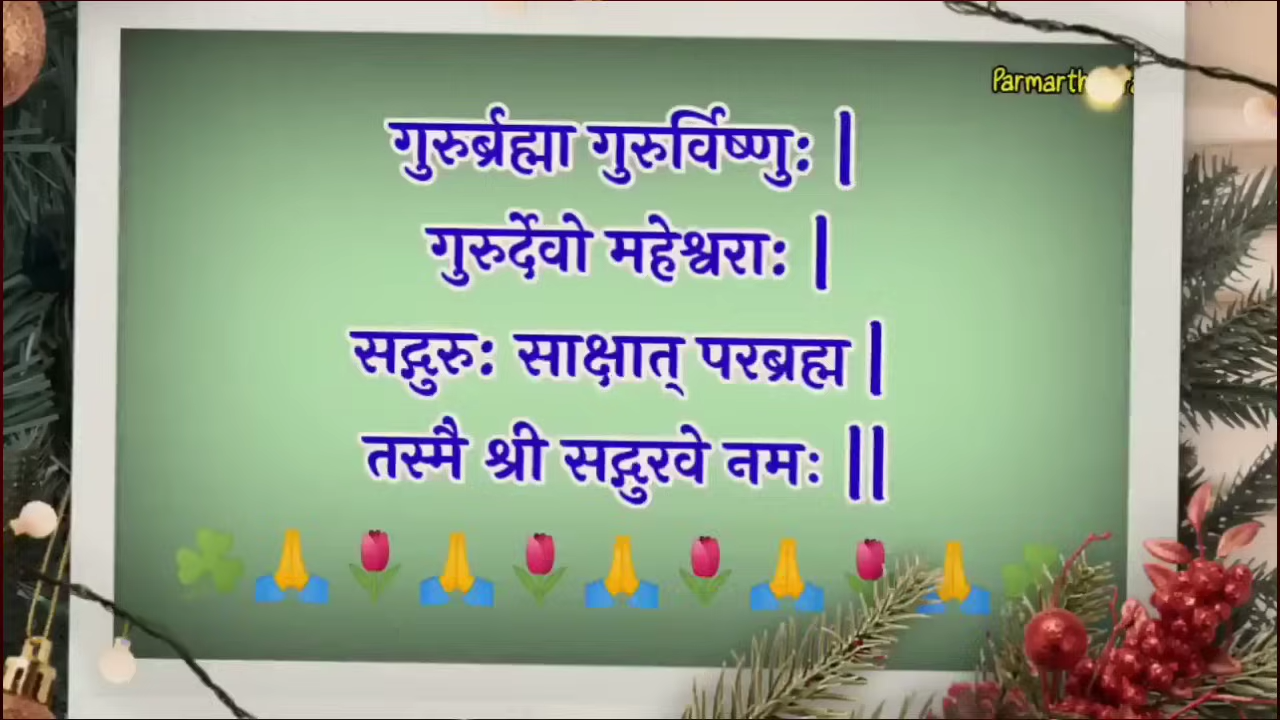 गुरुर्ब्रह्मा गुरुर्विष्णुः |
गुरुर्देवो महेश्वराः |
सद्गुरुः साक्षात् परब्रह्म |
तस्मै श्री सद्गुरवे नमः ||